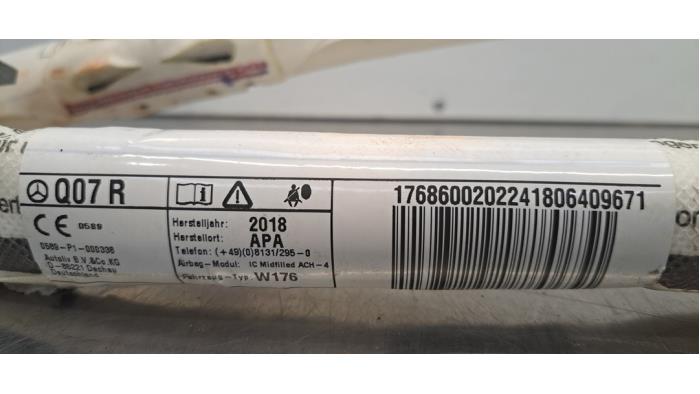 Q07 R
CE 0589
0589-P1-000338
Autoliv B.V.&Co.KG
D-85221 Dachau
Deutschland
Herstelljahr: 2018
Herstellort: APA
Telefon: (+49)(0)8131/295-0
Airbag-Modul: IC Midfilled ACH-4
Fahrzeug-Typ: W176
1768600202241806409671